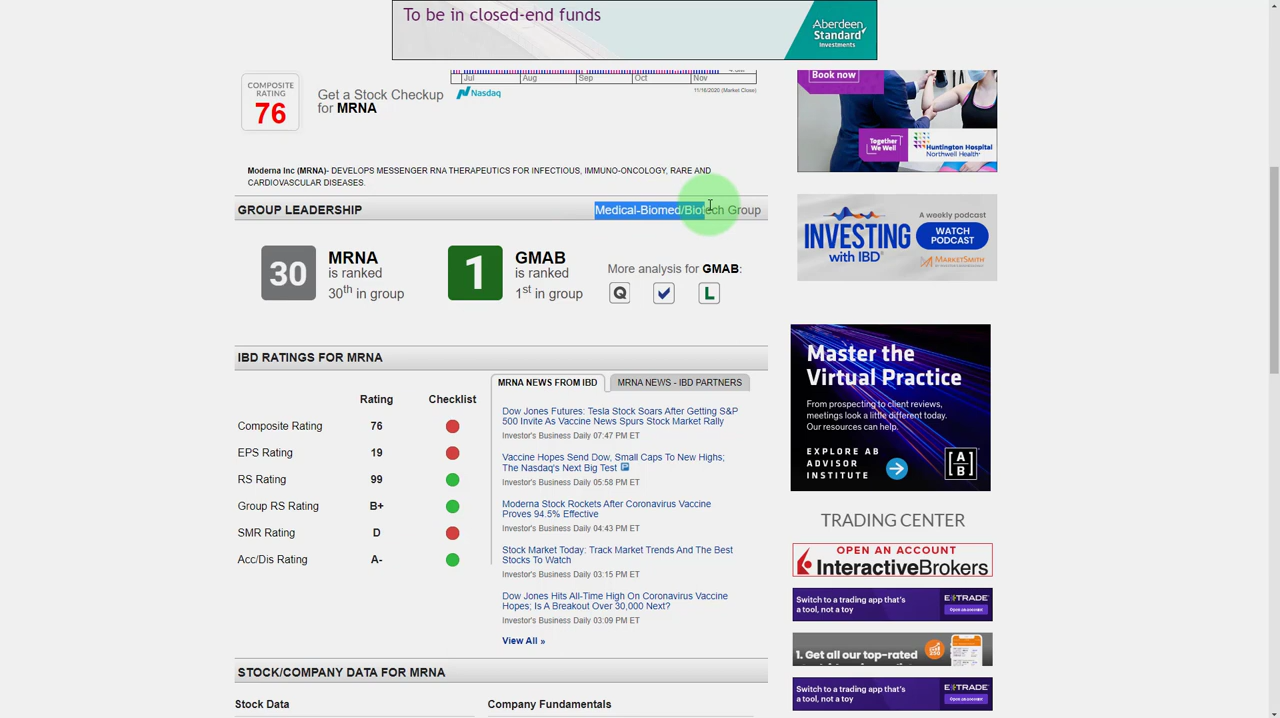 To be in closed-end funds
Aberdeen
Standard
Investments
Jul Aug Sep Oct Nov
COMPOSITE
RATING
76
Get a Stock Checkup
for MRNA
Nasdaq
11/16/2020 (Market Close)
Book now
Together
We Well
Huntington Hospital
Northwell Health
Moderna Inc (MRNA)- DEVELOPS MESSENGER RNA THERAPEUTICS FOR INFECTIOUS, IMMUNO-ONCOLOGY, RARE AND
CARDIOVASCULAR DISEASES.
GROUP LEADERSHIP
Medical-Biomed/Biotech Group
30
MRNA
is ranked
30th in group
1
GMAB
is ranked
1st in group
More analysis for GMAB:
Q
L
A weekly podcast
INVESTING
with IBD
WATCH
PODCAST
MARKETSMITH
IBD RATINGS FOR MRNA
Rating Checklist
Composite Rating 76
EPS Rating 19
RS Rating 99
Group RS Rating B+
SMR Rating D
Acc/Dis Rating A-
MRNA NEWS FROM IBD
MRNA NEWS - IBD PARTNERS
Dow Jones Futures: Tesla Stock Soars After Getting S&P
500 Invite As Vaccine News Spurs Stock Market Rally
Investor's Business Daily 07:47 PM ET
Vaccine Hopes Send Dow, Small Caps To New Highs;
The Nasdaq's Next Big Test
Investor's Business Daily 05:58 PM ET
Moderna Stock Rockets After Coronavirus Vaccine
Proves 94.5% Effective
Investor's Business Daily 04:43 PM ET
Stock Market Today: Track Market Trends And The Best
Stocks To Watch
Investor's Business Daily 03:15 PM ET
Dow Jones Hits All-Time High On Coronavirus Vaccine
Hopes; Is A Breakout Over 30,000 Next?
Investor's Business Daily 03:09 PM ET
View All »
Master the
Virtual Practice
From prospecting to client reviews,
meetings look a little different today.
Our resources can help.
EXPLORE AB
ADVISOR
INSTITUTE
[A/B]
TRADING CENTER
OPEN AN ACCOUNT
InteractiveBrokers
Switch to a trading app that's
a tool, not a toy
E*TRADE
1. Get all our top-rated
Switch to a trading app that's
a tool, not a toy
E*TRADE
STOCK/COMPANY DATA FOR MRNA
Company Fundamentals